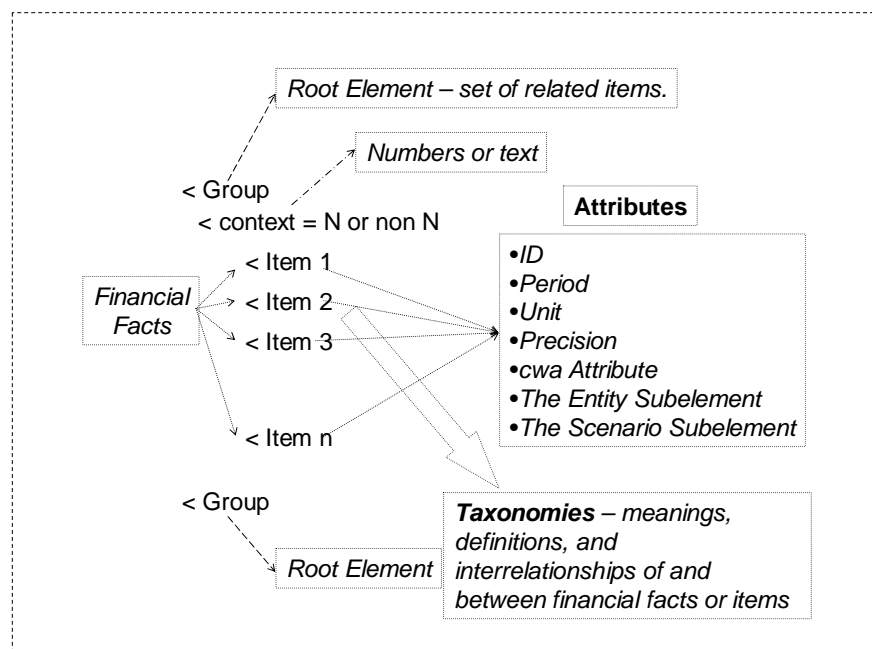 Root Element – set of related items.
Numbers or text
< Group
< context = N or non N
Attributes
< Item 1
< Item 2
< Item 3
< Item n
Financial
Facts
•ID
•Period
•Unit
•Precision
•cwa Attribute
•The Entity Subelement
•The Scenario Subelement
< Group
Root Element
Taxonomies – meanings,
definitions, and
interrelationships of and
between financial facts or items